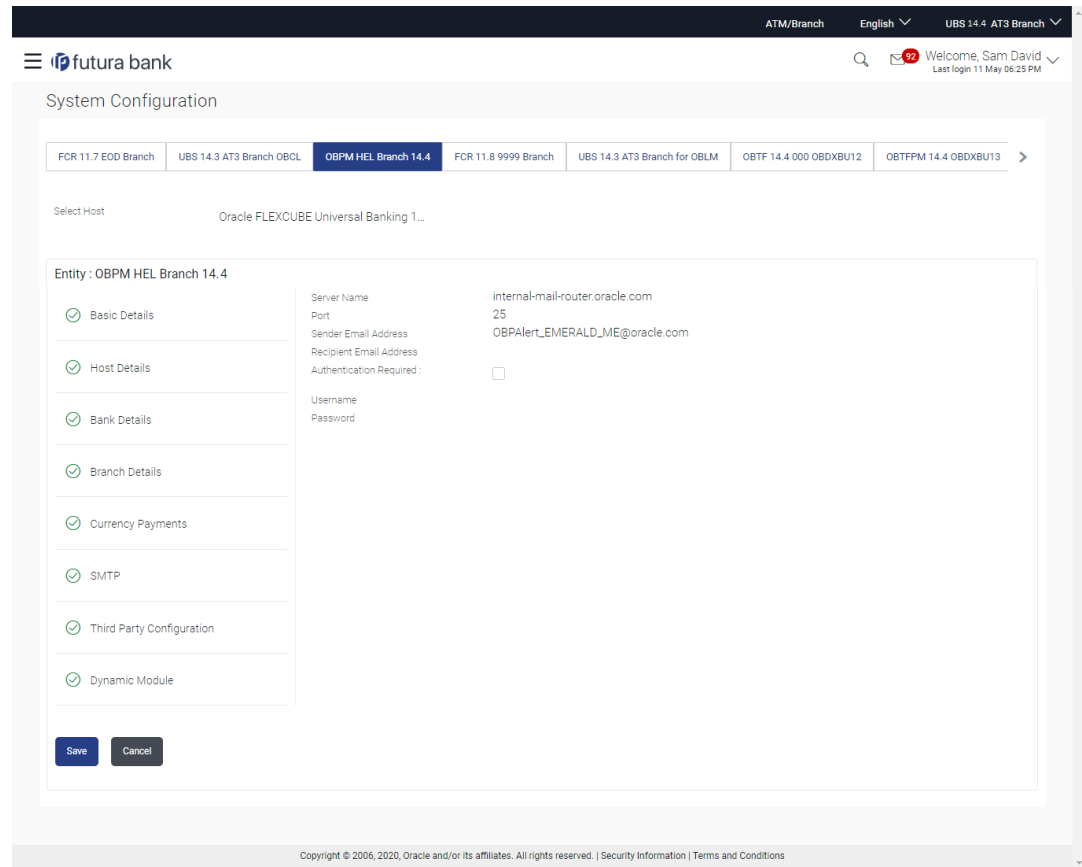 ATM/Branch English UBS 14.4 AT3 Branch
futura bank 92 Welcome, Sam David
Last login 11 May 06:25 PM
System Configuration
FCR 11.7 EOD Branch UBS 14.3 AT3 Branch OBCL OBPM HEL Branch 14.4 FCR 11.8 9999 Branch UBS 14.3 AT3 Branch for OBLM OBTF 14.4 000 OBDXBU12 OBTFPM 14.4 OBDXBU13
Select Host Oracle FLEXCUBE Universal Banking 1...
Entity : OBPM HEL Branch 14.4
Basic Details
Host Details
Bank Details
Branch Details
Currency Payments
SMTP
Third Party Configuration
Dynamic Module
Server Name internal-mail-router.oracle.com
Port 25
Sender Email Address OBPAlert_EMERALD_ME@oracle.com
Recipient Email Address
Authentication Required :
Username
Password
Save Cancel
Copyright © 2006, 2020, Oracle and/or its affiliates. All rights reserved. | Security Information | Terms and Conditions